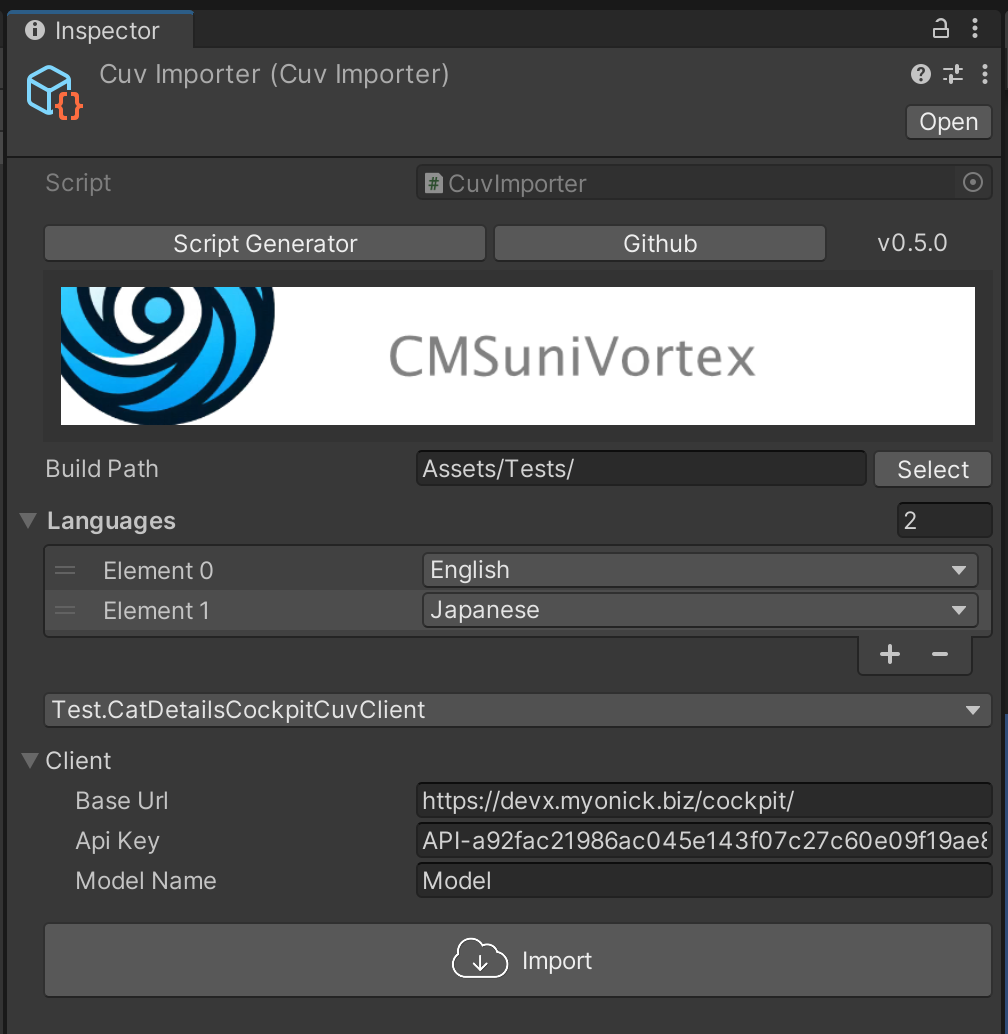 Inspector
Cuv Importer (Cuv Importer)
Open
Script CuvImporter
Script Generator Github v0.5.0
CMSuniVortex
Build Path Assets/Tests/ Select
Languages 2
Element 0 English
Element 1 Japanese
Test.CatDetailsCockpitCuvClient
Client
Base Url https://devx.myonick.biz/cockpit/
Api Key API-a92fac21986ac045e143f07c27c60e09f19ae8
Model Name Model
Import